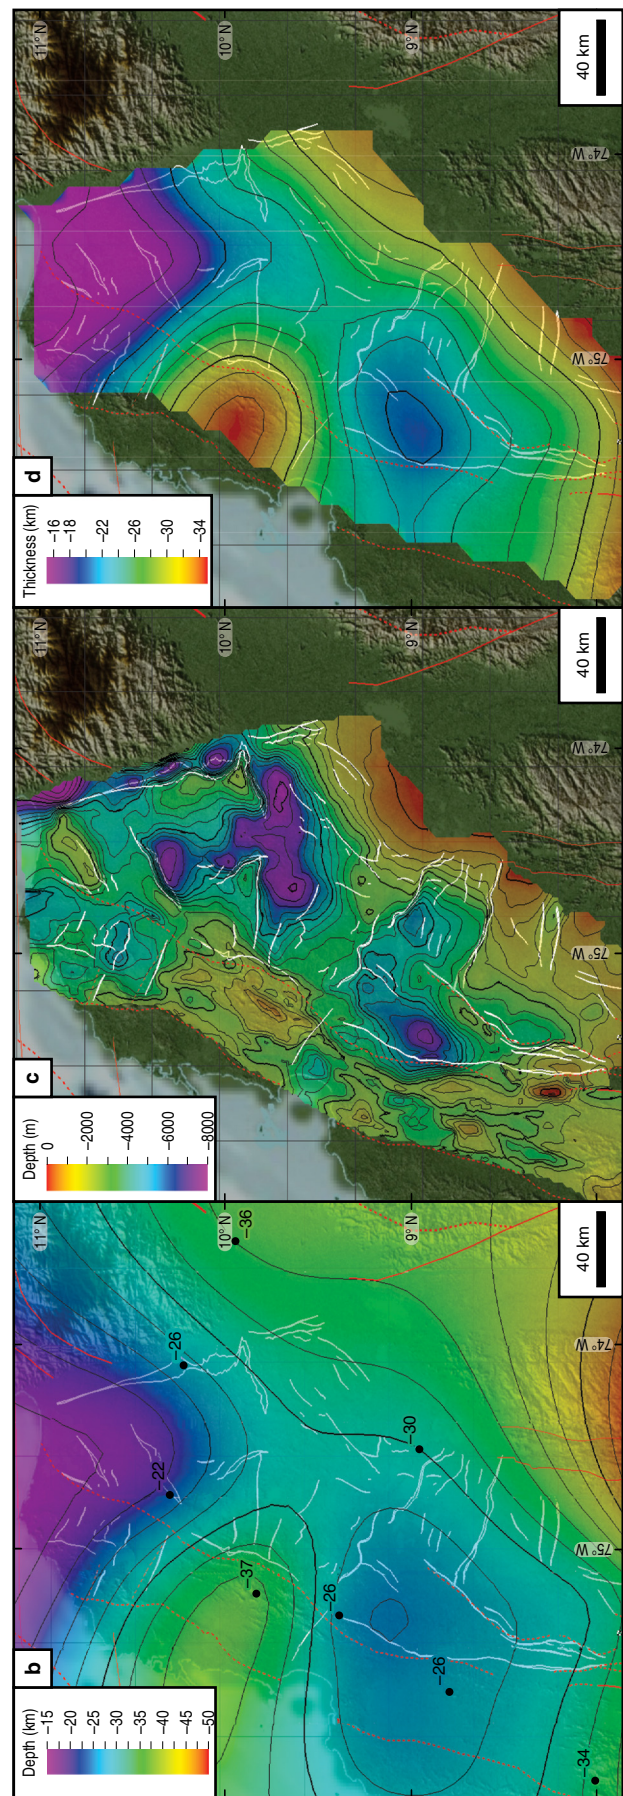 b
Depth (km)
−15
−20
−25
−30
−35
−40
−45
−50
11° N
10° N
9° N
74° W
75° W
−36
−26
−22
−30
−37
−26
−26
−34
40 km
c
Depth (m)
0
−2000
−4000
−6000
−8000
11° N
10° N
9° N
74° W
75° W
40 km
d
Thickness (km)
−16
−18
−22
−26
−30
−34
11° N
10° N
9° N
74° W
75° W
40 km